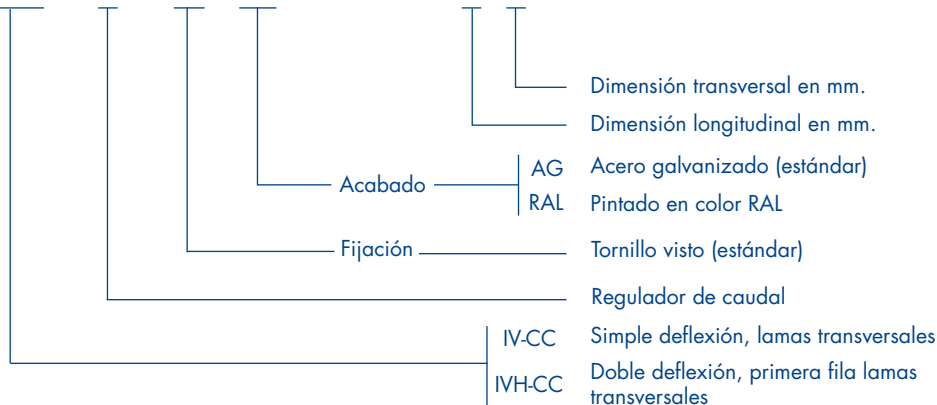 Dimensión transversal en mm.
Dimensión longitudinal en mm.
Acabado AG Acero galvanizado (estándar)
RAL Pintado en color RAL
Fijación Tornillo visto (estándar)
Regulador de caudal
IV-CC Simple deflexión, lamas transversales
IVH-CC Doble deflexión, primera fila lamas
transversales